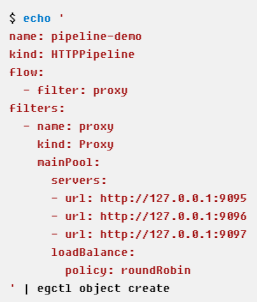 $ echo '
name: pipeline-demo
kind: HTTPPipeline
flow:
  - filter: proxy
filters:
  - name: proxy
    kind: Proxy
    mainPool:
      servers:
      - url: http://127.0.0.1:9095
      - url: http://127.0.0.1:9096
      - url: http://127.0.0.1:9097
      loadBalance:
        policy: roundRobin
' | egctl object create